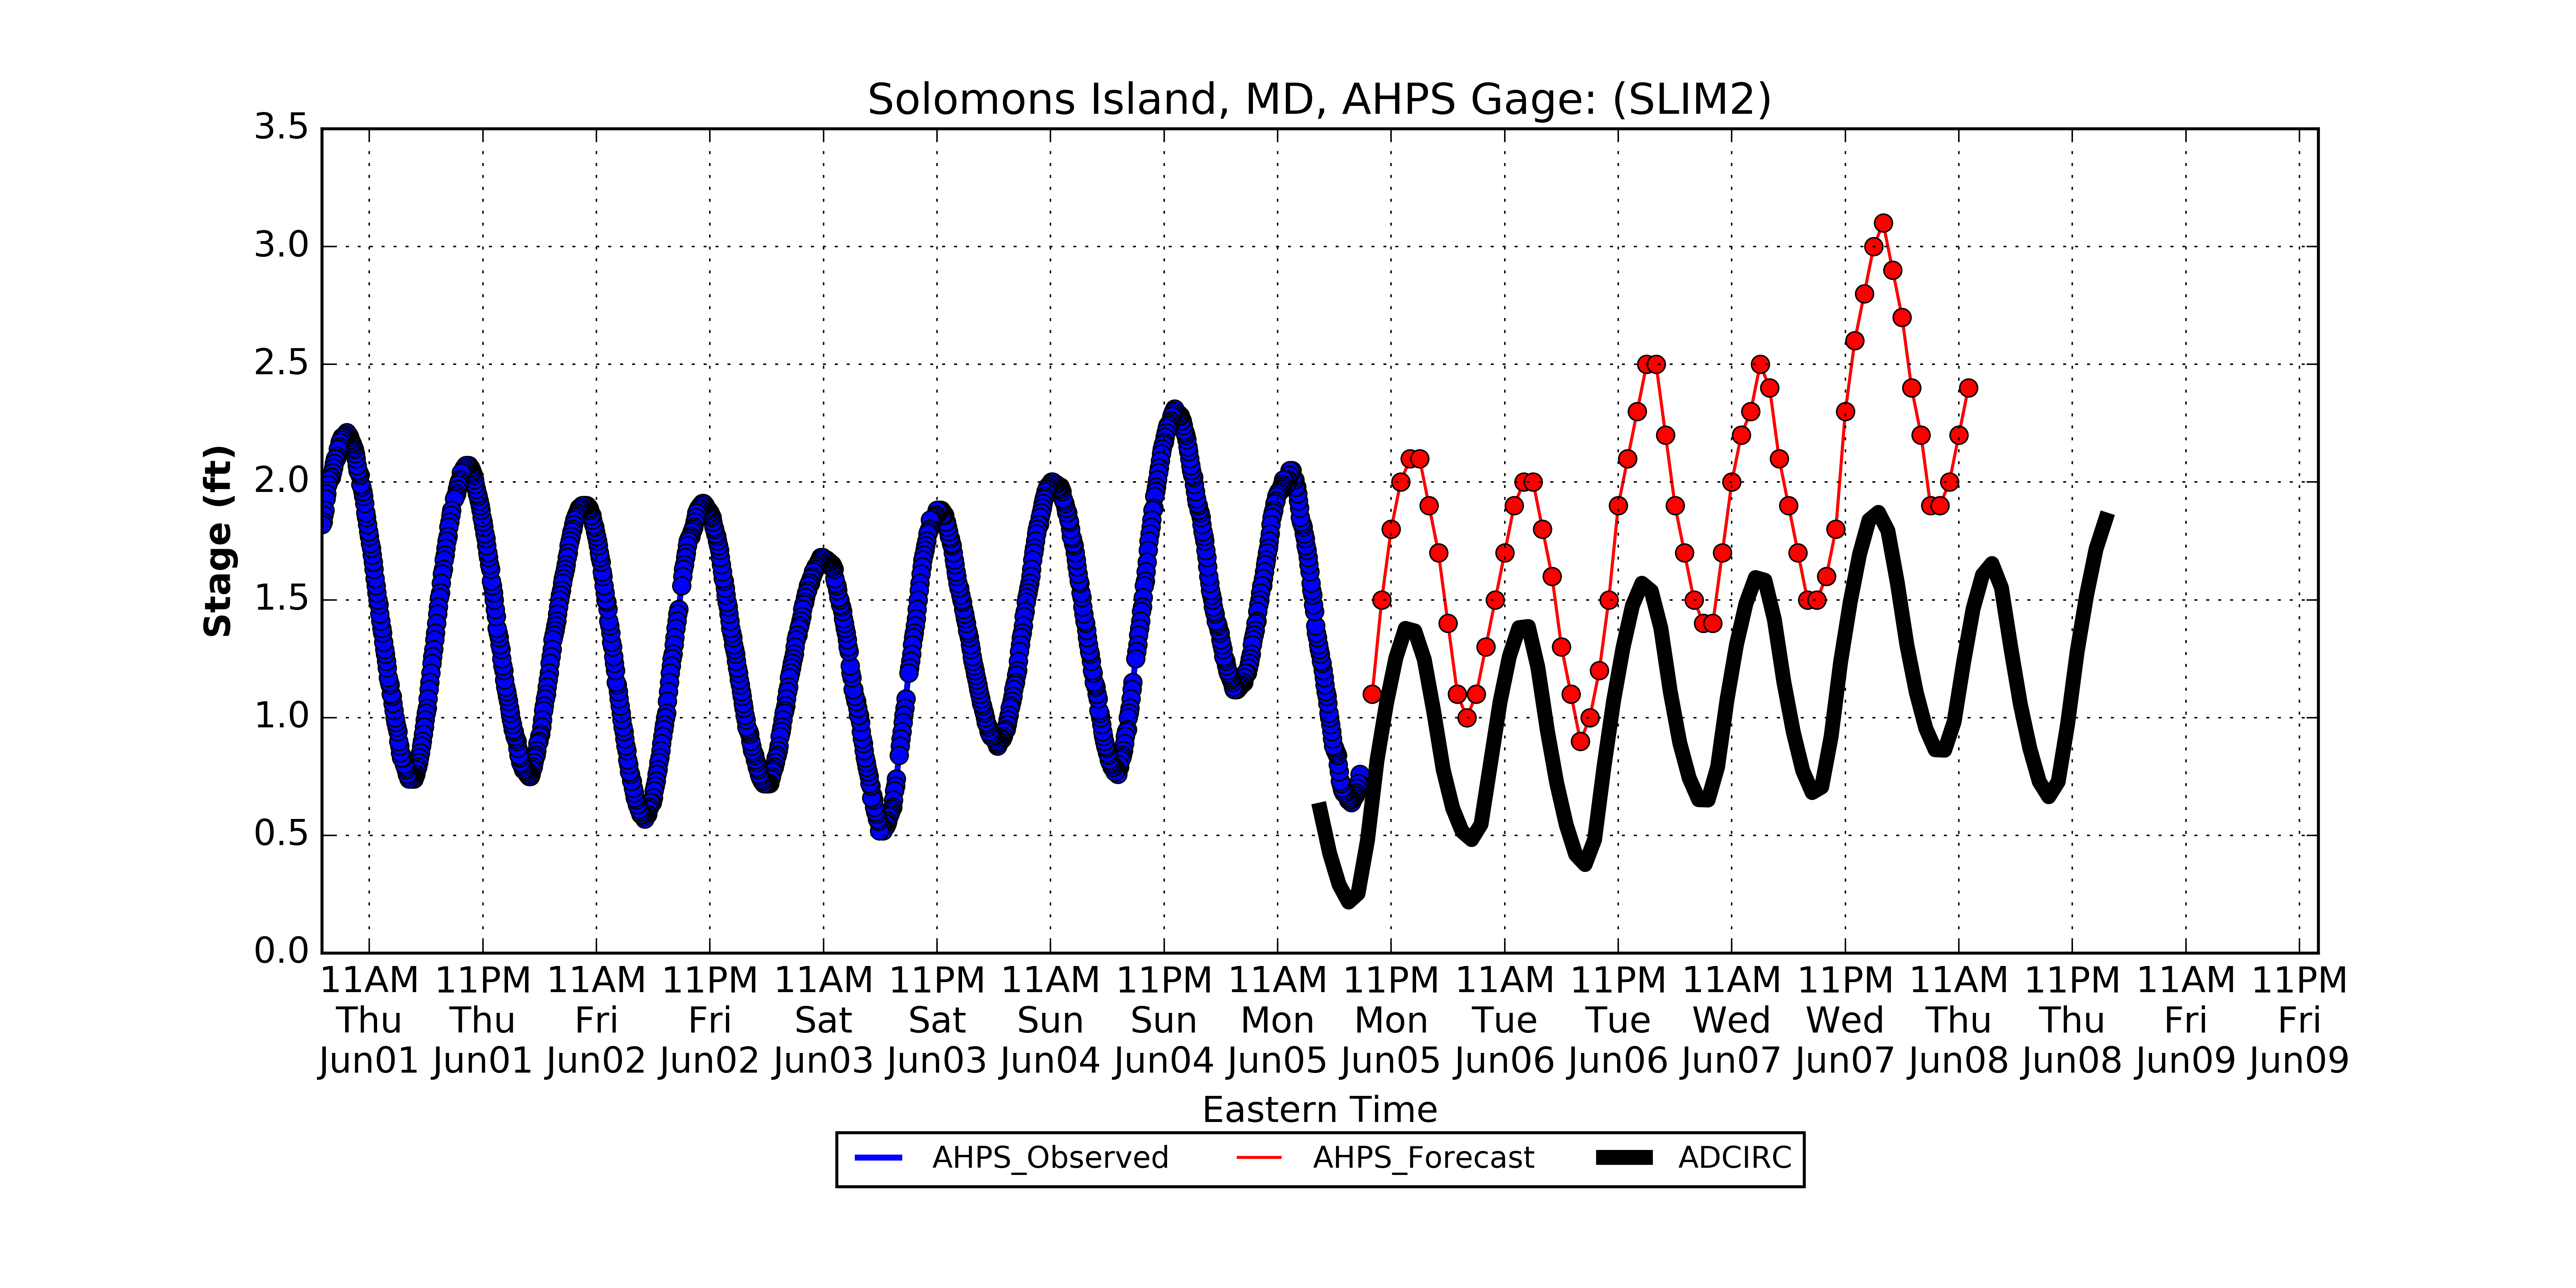 Solomons Island, MD, AHPS Gage: (SLIM2)
3.5
3.0
2.5
2.0
1.5
1.0
0.5
0.0
Stage (ft)
11AM 11PM 11AM 11PM 11AM 11PM 11AM 11PM 11AM 11PM 11AM 11PM 11AM 11PM 11AM 11PM 11AM 11PM
Thu Thu Fri Fri Sat Sat Sun Sun Mon Mon Tue Tue Wed Wed Thu Thu Fri Fri
Jun01 Jun01 Jun02 Jun02 Jun03 Jun03 Jun04 Jun04 Jun05 Jun05 Jun06 Jun06 Jun07 Jun07 Jun08 Jun08 Jun09 Jun09
Eastern Time
AHPS_Observed AHPS_Forecast ADCIRC